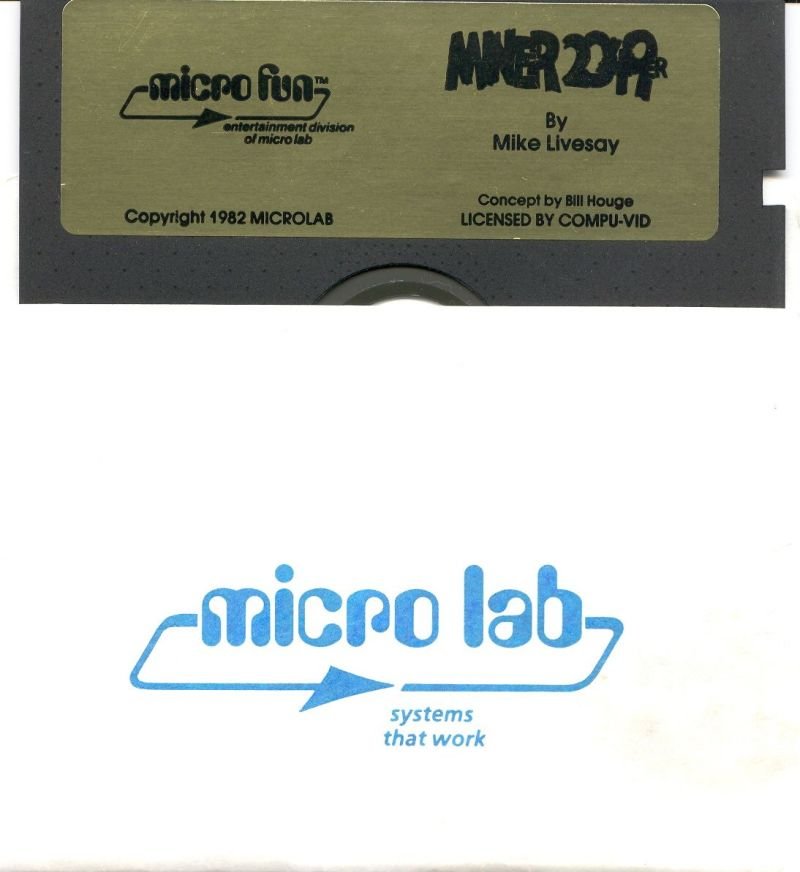 micro fun™
entertainment division
of micro lab
MINER 2049er
By
Mike Livesay
Concept by Bill Houge
Copyright 1982 MICROLAB
LICENSED BY COMPU-VID
micro lab
systems
that work